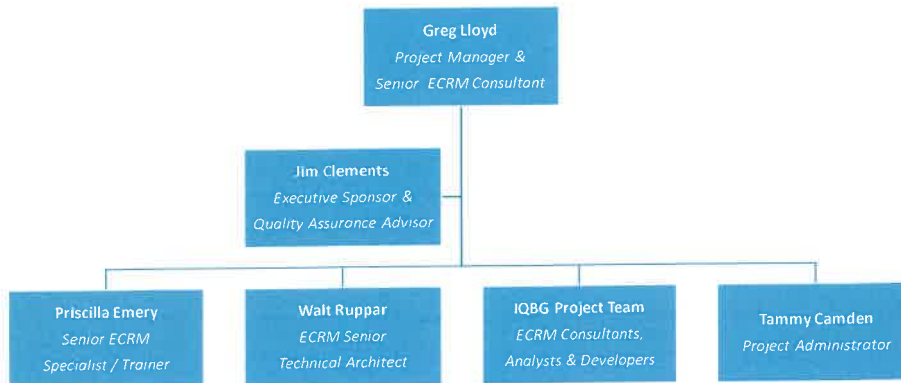 Greg Lloyd
Project Manager &
Senior ECRM Consultant
Jim Clements
Executive Sponsor &
Quality Assurance Advisor
Priscilla Emery
Senior ECRM
Specialist / Trainer
Walt Ruppar
ECRM Senior
Technical Architect
IQBG Project Team
ECRM Consultants,
Analysts & Developers
Tammy Camden
Project Administrator